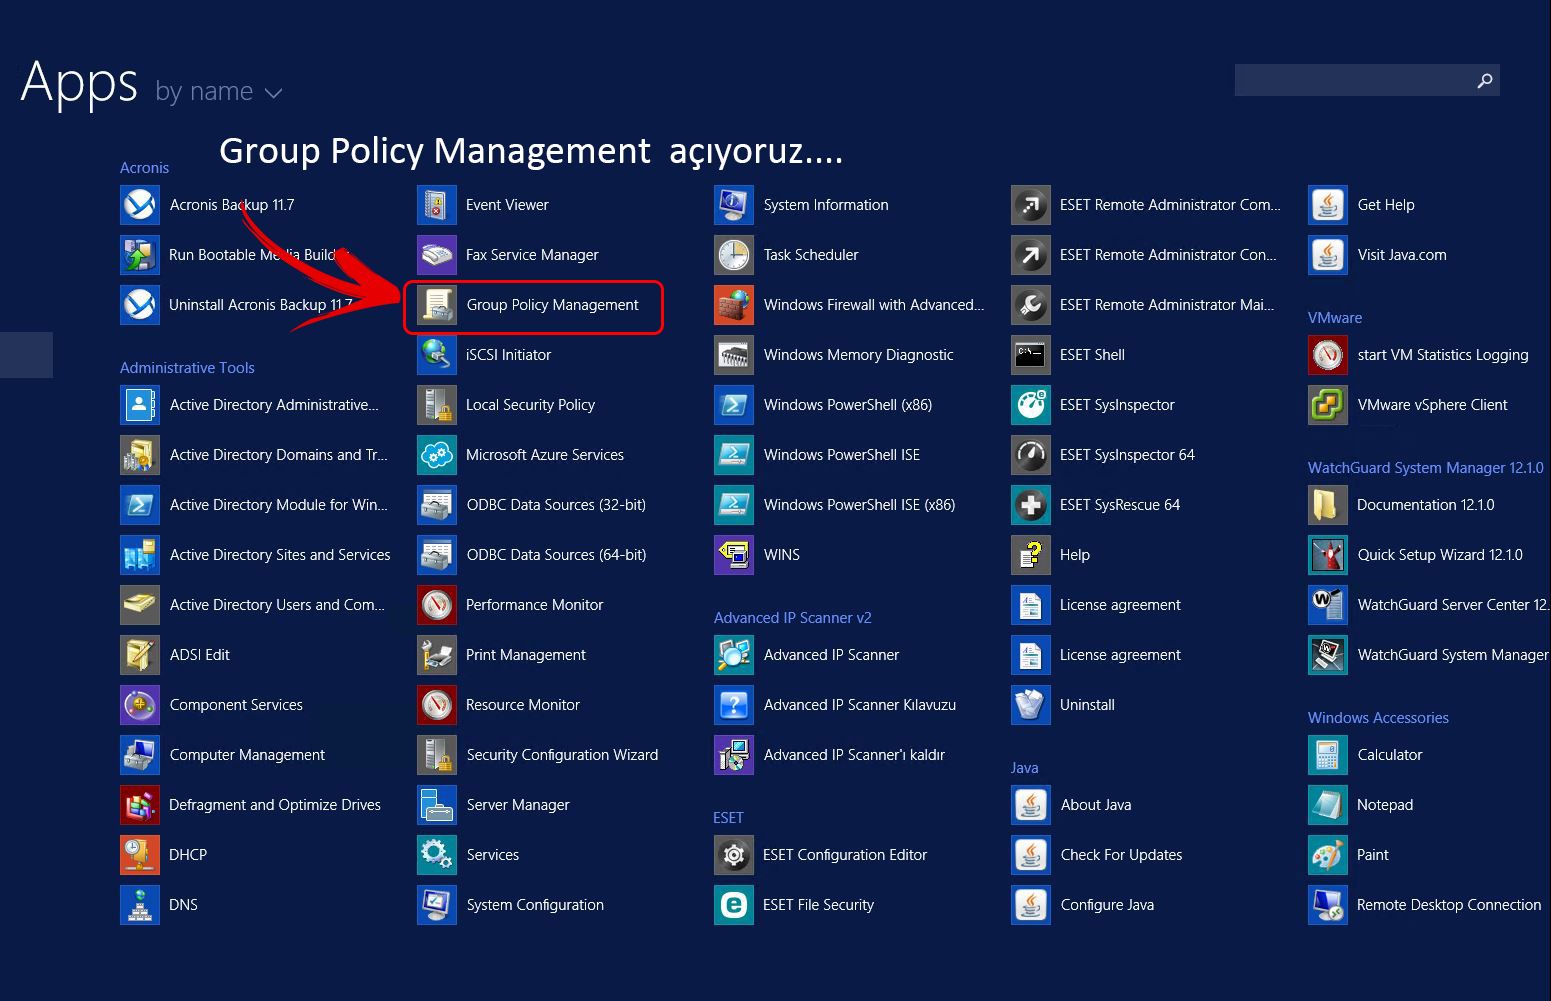 Apps by name
Group Policy Management açıyoruz....
Acronis
Acronis Backup 11.7
Run Bootable Media Builder
Uninstall Acronis Backup 11.7
Administrative Tools
Active Directory Administrative...
Active Directory Domains and Tr...
Active Directory Module for Win...
Active Directory Sites and Services
Active Directory Users and Com...
ADSI Edit
Component Services
Computer Management
Defragment and Optimize Drives
DHCP
DNS
Event Viewer
Fax Service Manager
Group Policy Management
iSCSI Initiator
Local Security Policy
Microsoft Azure Services
ODBC Data Sources (32-bit)
ODBC Data Sources (64-bit)
Performance Monitor
Print Management
Resource Monitor
Security Configuration Wizard
Server Manager
Services
System Configuration
System Information
Task Scheduler
Windows Firewall with Advanced...
Windows Memory Diagnostic
Windows PowerShell (x86)
Windows PowerShell ISE
Windows PowerShell ISE (x86)
WINS
Advanced IP Scanner v2
Advanced IP Scanner
Advanced IP Scanner Kılavuzu
Advanced IP Scanner'ı kaldır
ESET
ESET Configuration Editor
ESET File Security
ESET Remote Administrator Com...
ESET Remote Administrator Con...
ESET Remote Administrator Mai...
ESET Shell
ESET SysInspector
ESET SysInspector 64
ESET SysRescue 64
Help
License agreement
License agreement
Uninstall
Java
About Java
Check For Updates
Configure Java
Get Help
Visit Java.com
VMware
start VM Statistics Logging
VMware vSphere Client
WatchGuard System Manager 12.1.0
Documentation 12.1.0
Quick Setup Wizard 12.1.0
WatchGuard Server Center 12.
WatchGuard System Manager
Windows Accessories
Calculator
Notepad
Paint
Remote Desktop Connection